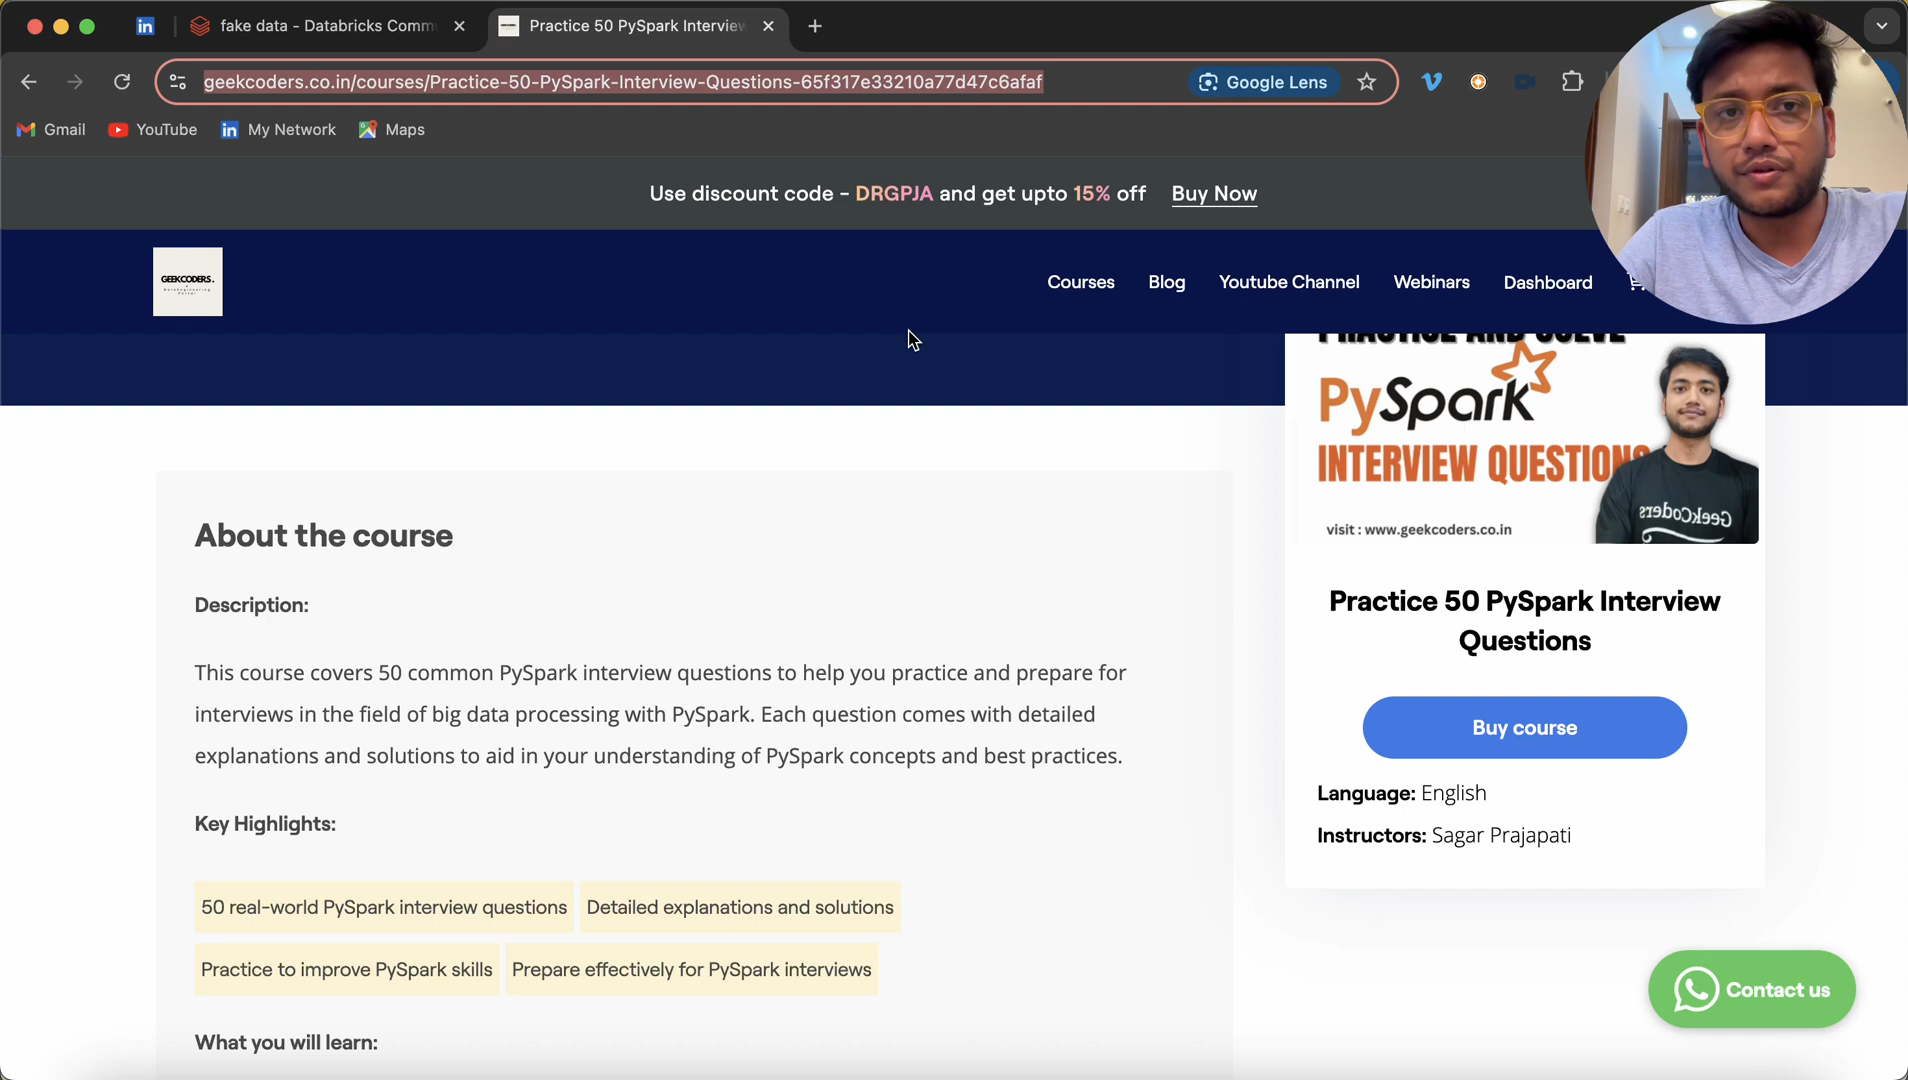 fake data - Databricks Comm
Practice 50 PySpark Interview
geekcoders.co.in/courses/Practice-50-PySpark-Interview-Questions-65f317e33210a77d47c6afaf
Google Lens
Gmail
YouTube
My Network
Maps
Use discount code - DRGPJA and get upto 15% off Buy Now
GEEKCODERS.
Courses
Blog
Youtube Channel
Webinars
Dashboard
PRACTICE AND SOLVE
PySpark
INTERVIEW QUESTIONS
GeekCoders
visit : www.geekcoders.co.in
About the course
Description:
This course covers 50 common PySpark interview questions to help you practice and prepare for
interviews in the field of big data processing with PySpark. Each question comes with detailed
explanations and solutions to aid in your understanding of PySpark concepts and best practices.
Key Highlights:
50 real-world PySpark interview questions
Detailed explanations and solutions
Practice to improve PySpark skills
Prepare effectively for PySpark interviews
What you will learn:
Practice 50 PySpark Interview
Questions
Buy course
Language: English
Instructors: Sagar Prajapati
Contact us